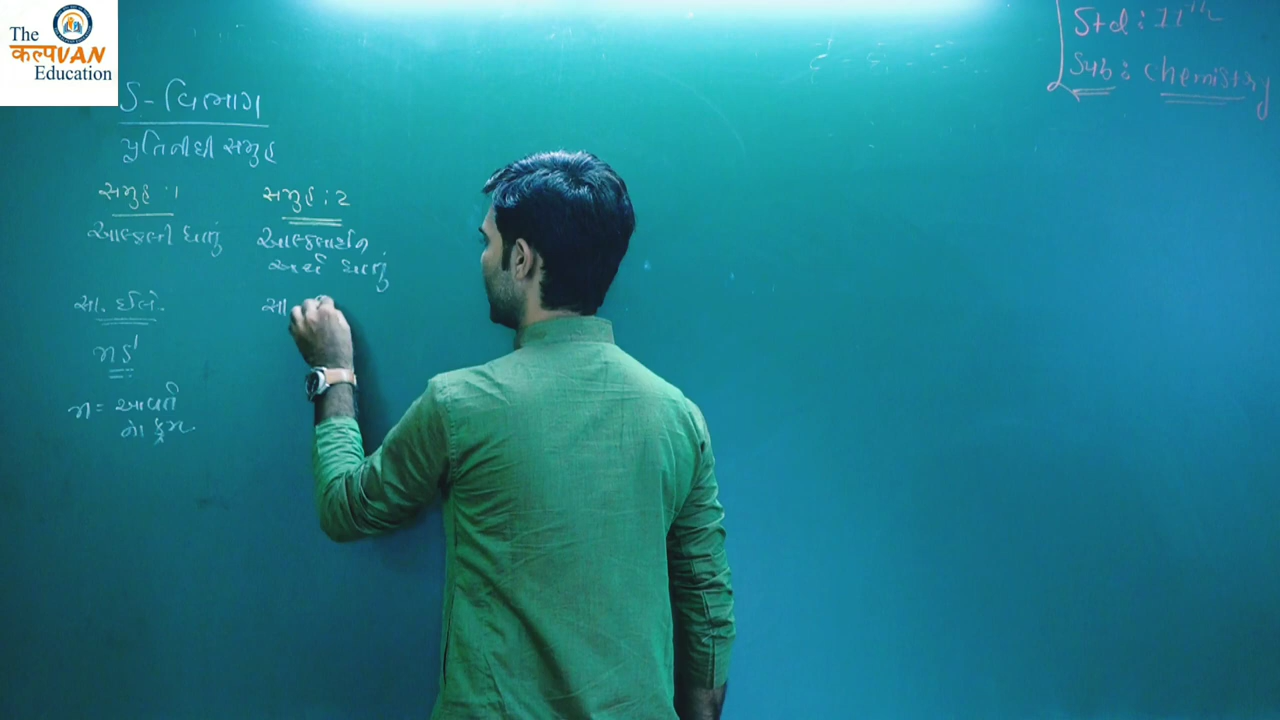 The
कल्पVAN
Education
Std : 11th
Sub : chemistry
S - વિભાગ
પ્રતિનીધી સમુહ
સમુહ : 1
સમુહ : 2
આલ્કલી ધાતું
આલ્કલાઈન
અર્થ ધાતું
સા. ઈલે.
સા
ns¹
n = આવર્ત
નો ક્રમ